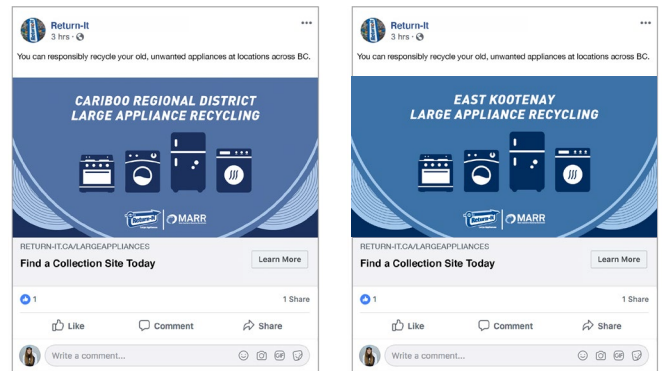 Return-It
3 hrs ·
You can responsibly recycle your old, unwanted appliances at locations across BC.
CARIBOO REGIONAL DISTRICT
LARGE APPLIANCE RECYCLING
Return-It
MARR
RETURN-IT.CA/LARGEAPPLIANCES
Find a Collection Site Today
Learn More
1
1 Share
Like
Comment
Share
Write a comment...
GIF
Return-It
3 hrs ·
You can responsibly recycle your old, unwanted appliances at locations across BC.
EAST KOOTENAY
LARGE APPLIANCE RECYCLING
Return-It
MARR
RETURN-IT.CA/LARGEAPPLIANCES
Find a Collection Site Today
Learn More
1
1 Share
Like
Comment
Share
Write a comment...
GIF